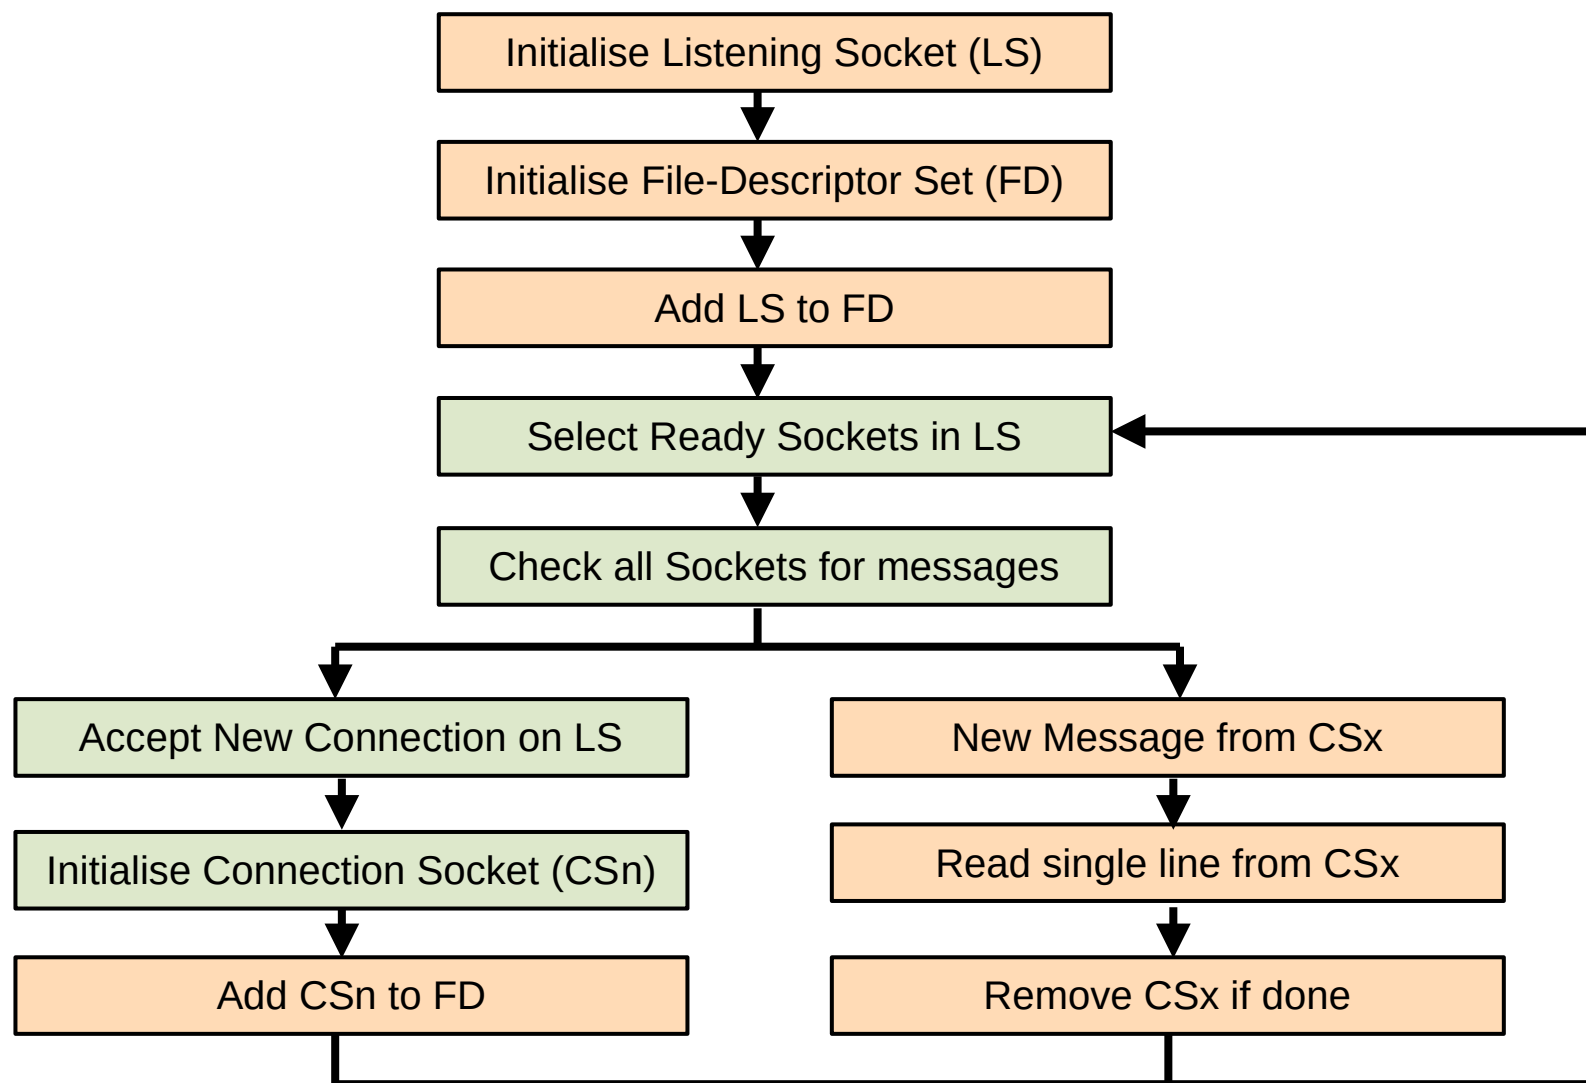 Initialise Listening Socket (LS)
Initialise File-Descriptor Set (FD)
Add LS to FD
Select Ready Sockets in LS
Check all Sockets for messages
Accept New Connection on LS
New Message from CSx
Initialise Connection Socket (CSn)
Read single line from CSx
Add CSn to FD
Remove CSx if done